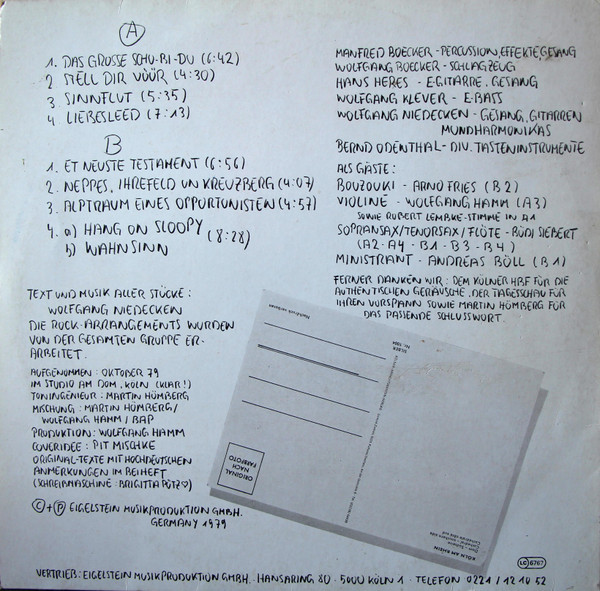 A
1. DAS GROSSE SCHU-BI-DU (6:42)
2 STELL DIR VÜÜR (4:30)
3. SINNFLUT (5:35)
4 LIEBESLEED (7:13)
B
1. ET NEUSTE TESTAMENT (6:56)
2. NEPPES, IHREFELD UN KREUZBERG (4:07)
3. ALPTRAUM EINES OPPORTUNISTEN (4:57)
4. a) HANG ON SLOOPY
b) WAHNSINN
(8:28)
MANFRED BOECKER - PERCUSSION, EFFEKTE, GESANG
WOLFGANG BOECKER - SCHLAGZEUG
HANS HERES - E-GITARRE, GESANG
WOLFGANG KLEVER - E-BASS
WOLFGANG NIEDECKEN - GESANG, GITARREN
MUNDHARMONIKAS
BERND ODENTHAL - DIV. TASTENINSTRUMENTE
ALS GÄSTE:
BOUZOUKI - ARNO FRIES (B2)
VIOLINE - WOLFGANG HAMM (A3)
SOWIE ROBERT LEMBKE-STIMME IN A1
SOPRANSAX/TENORSAX/FLÖTE - BÜDI SIEBERT
(A2-A4 - B1 - B3 - B4)
MINISTRANT - ANDREAS BÖLL (B1)
FERNER DANKEN WIR: DEM KÖLNER HBF FÜR DIE
AUTHENTISCHEN GERÄUSCHE, DER TAGESSCHAU FÜR
IHREN VORSPANN SOWIE MARTIN HÖMBERG FÜR
DAS PASSENDE SCHLUSSWORT.
TEXT UND MUSIK ALLER STÜCKE:
WOLFGANG NIEDECKEN
DIE ROCK-ARRANGEMENTS WURDEN
VON DER GESAMTEN GRUPPE ER-
ARBEITET.
AUFGENOMMEN: OKTOBER 79
IM STUDIO AM DOM, KÖLN (KLAR!)
TONINGENIEUR: MARTIN HÖMBERG
MISCHUNG: MARTIN HÖMBERG/
WOLFGANG HAMM/BAP
PRODUKTION: WOLFGANG HAMM
COVERIDEE: PIT MISCHKE
ORIGINAL-TEXTE MIT HOCHDEUTSCHEN
ANMERKUNGEN IM BEIHEFT
(SCHREIBMASCHINE: BRIGITTA PÜTZ♡)
©+℗ EIGELSTEIN MUSIKPRODUKTION GMBH.
GERMANY 1979
Nachdruck verboten
ORIGINAL
NACH
FARBFOTO
KÖLN AM RHEIN
LC 6767
VERTRIEB: EIGELSTEIN MUSIKPRODUKTION GMBH. HANSARING 80 - 5000 KÖLN 1 - TELEFON 0221/121052